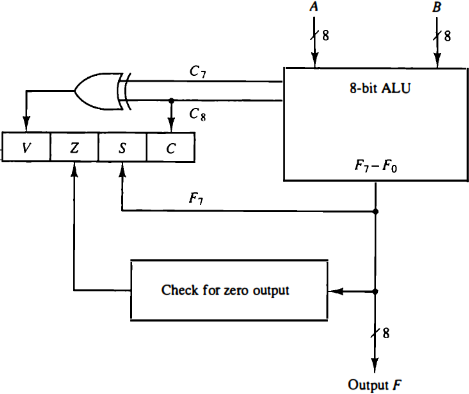 A B
8 8
C7
8-bit ALU
C8
V Z S C
F7 – F0
F7
Check for zero output
8
Output F